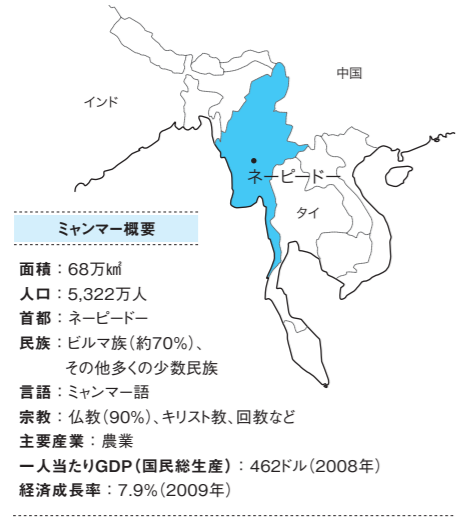 中国
インド
ネーピードー
タイ
ミャンマー概要
面積：68万㎢
人口：5,322万人
首都：ネーピードー
民族：ビルマ族（約70%）、
その他多くの少数民族
言語：ミャンマー語
宗教：仏教（90%）、キリスト教、回教など
主要産業：農業
一人当たりGDP（国民総生産）：462ドル（2008年）
経済成長率：7.9%（2009年）